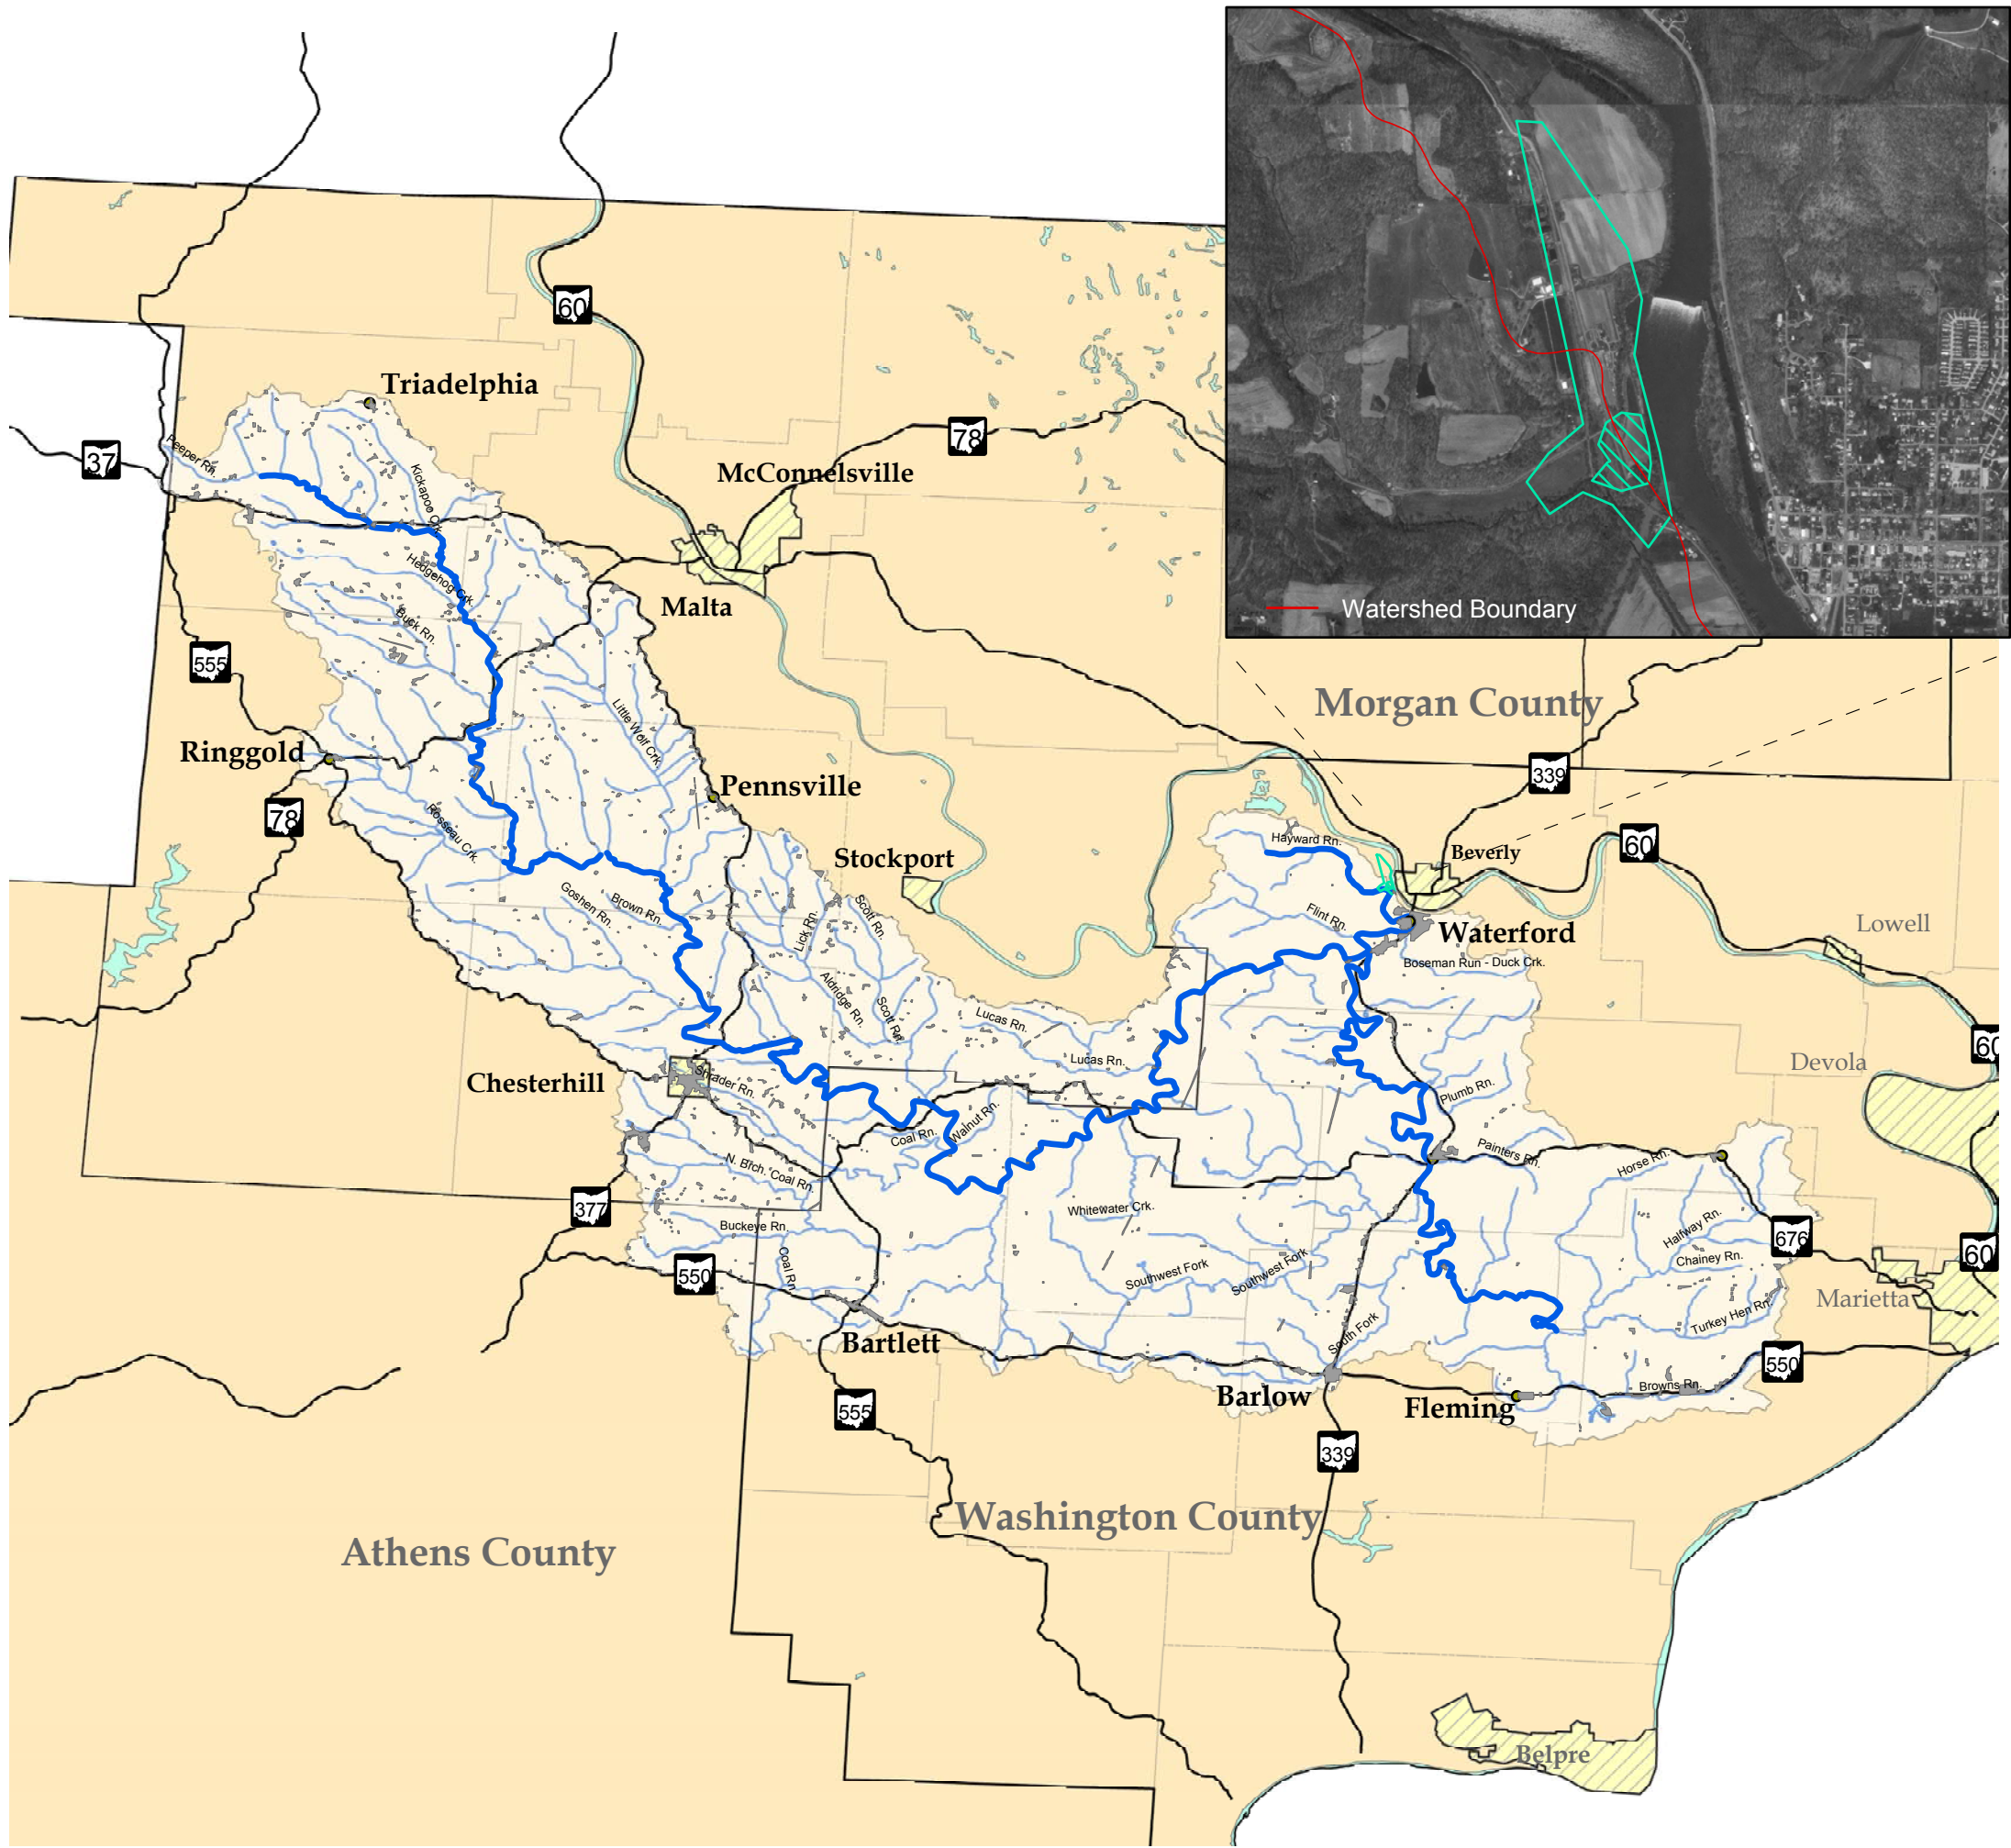 Watershed Boundary
60
Triadelphia
78
37
McConnelsville
Peeper Rn.
Kickapoo Crk.
Hedgehog Crk.
Malta
Buck Rn.
555
Morgan County
Little Wolf Crk.
Ringgold
Pennsville
339
78
Rosseau Crk.
Hayward Rn.
60
Beverly
Stockport
Goshen Rn.
Brown Rn.
Lick Rn.
Scott Rn.
Flint Rn.
Waterford
Lowell
Boseman Run - Duck Crk.
Aldridge Rn.
Scott Rn.
Lucas Rn.
60
Lucas Rn.
Devola
Chesterhill
Shrader Rn.
Plumb Rn.
Walnut Rn.
Coal Rn.
Painters Rn.
Horse Rn.
N. Brch. Coal Rn.
377
Whitewater Crk.
Buckeye Rn.
Halfway Rn.
676
60
Chainey Rn.
Coal Rn.
550
Southwest Fork
Southwest Fork
Marietta
Turkey Hen Rn.
South Fork
Bartlett
550
Browns Rn.
Barlow
Fleming
555
339
Washington County
Athens County
Belpre